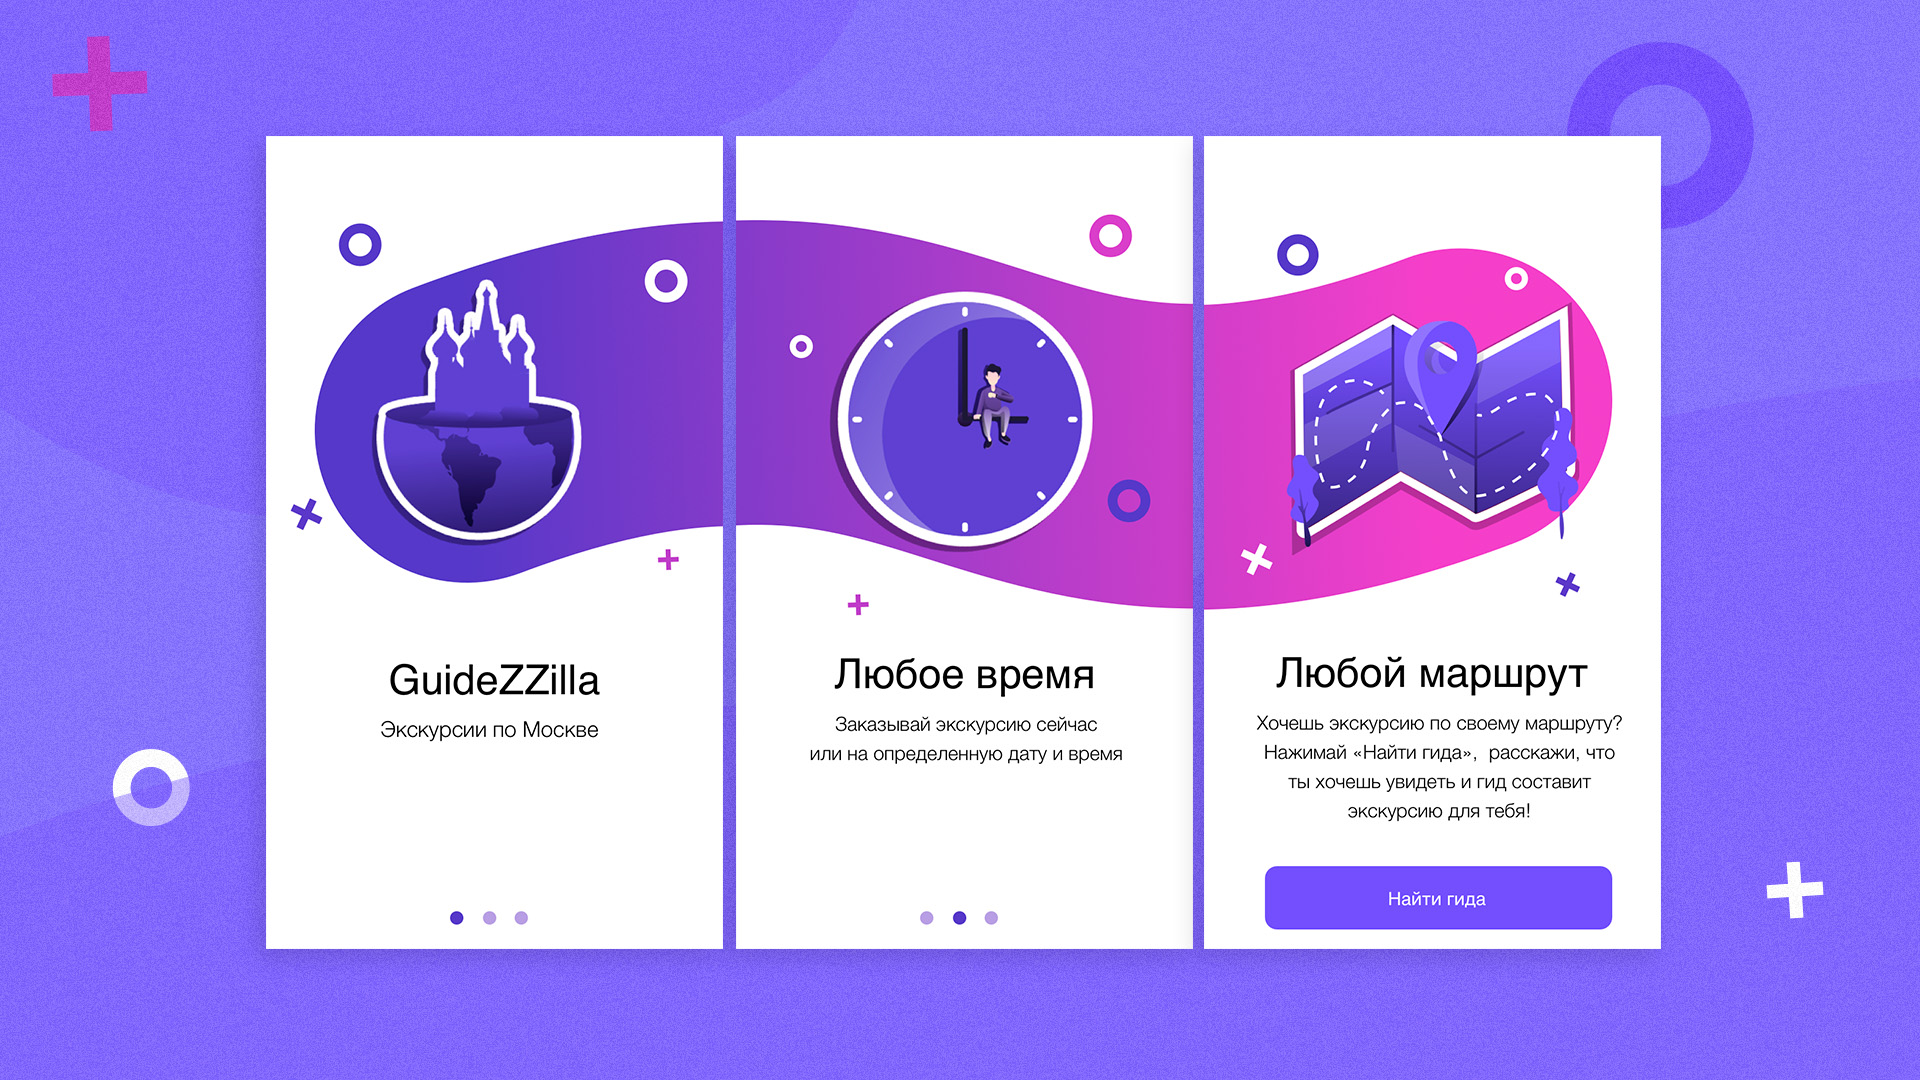 GuideZZilla
Экскурсии по Москве
Любое время
Заказывай экскурсию сейчас
или на определенную дату и время
Любой маршрут
Хочешь экскурсию по своему маршруту?
Нажимай «Найти гида»,  расскажи, что
ты хочешь увидеть и гид составит
экскурсию для тебя!
Найти гида